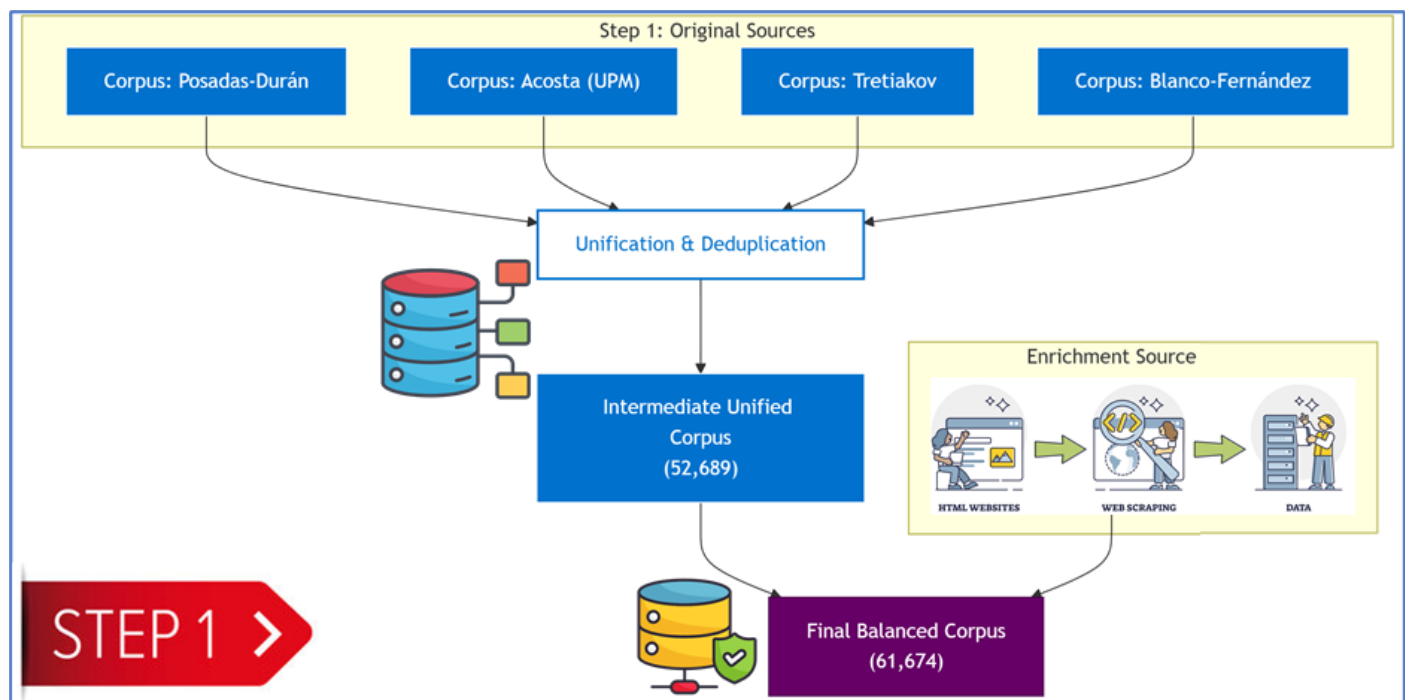 Step 1: Original Sources
Corpus: Posadas-Durán
Corpus: Acosta (UPM)
Corpus: Tretiakov
Corpus: Blanco-Fernández
Unification & Deduplication
Enrichment Source
Intermediate Unified
Corpus
(52,689)
</>
HTML WEBSITES
WEB SCRAPING
DATA
STEP 1
Final Balanced Corpus
(61,674)